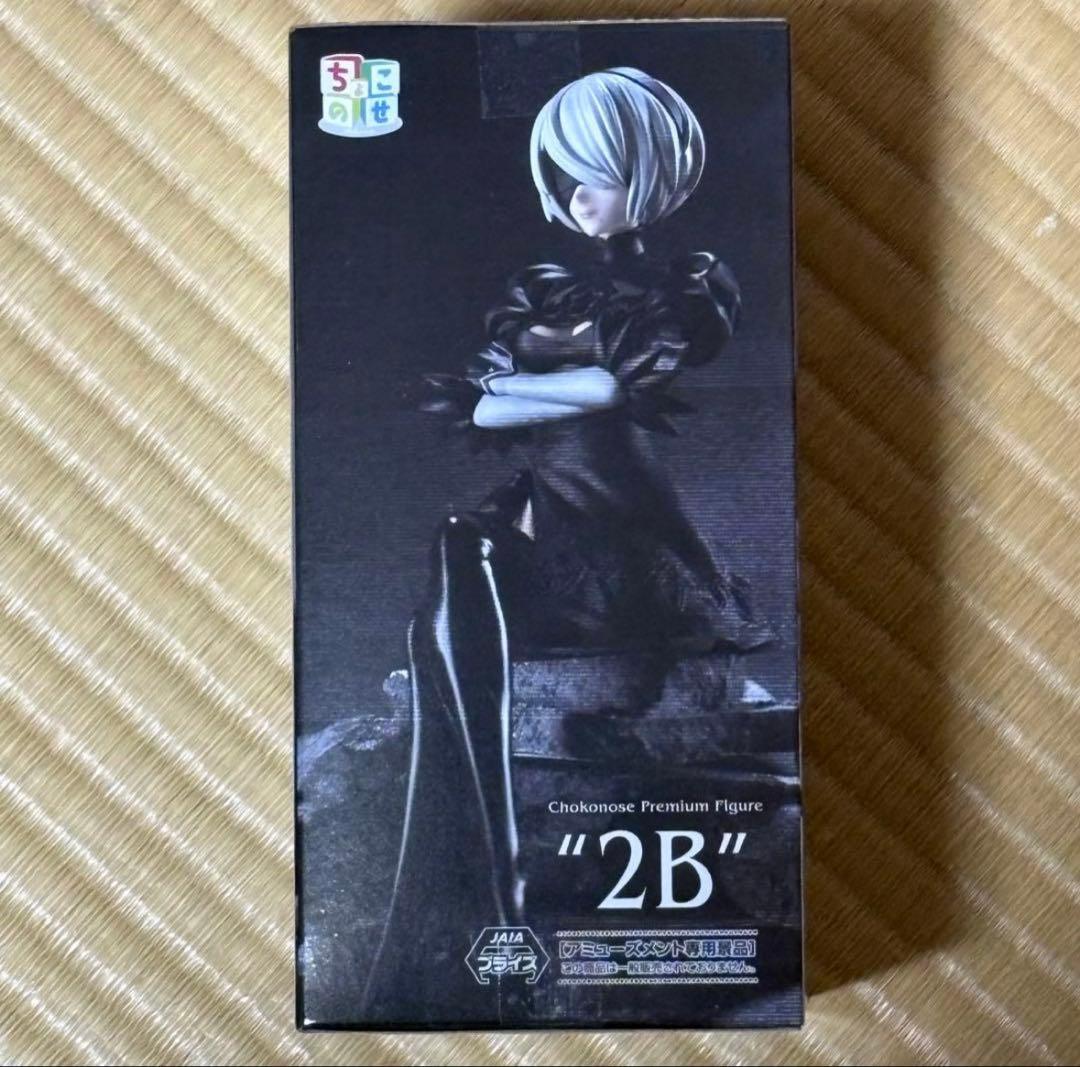 ちょこ
のせ
Chokonose Premium Figure
"2B"
JAIA
プライズ
[アミューズメント専用景品]
この商品は一般販売されておりません。